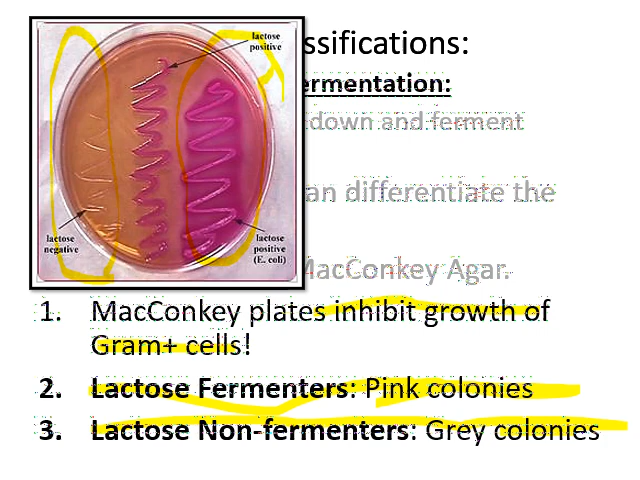 lactose
positive
ssifications:
ermentation:
down and ferment
an differentiate the
lactose
negative
lactose
positive
(E. coli)
MacConkey Agar.
1. MacConkey plates inhibit growth of
Gram+ cells!
2. Lactose Fermenters: Pink colonies
3. Lactose Non-fermenters: Grey colonies